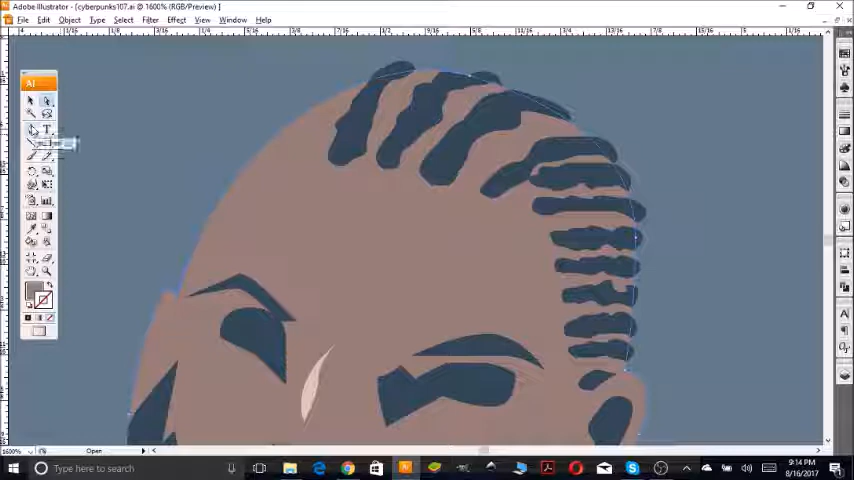 Adobe Illustrator - [cyberpunks107.ai @ 1600% (RGB/Preview) ]
File Edit Object Type Select Filter Effect View Window Help
Ai
T
1600%
Open
Type here to search
9:14 PM
8/16/2017